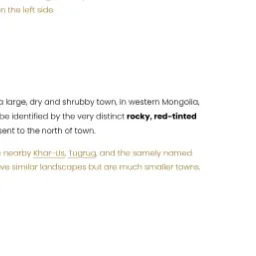 n the left side.
a large, dry and shrubby town, in western Mongolia,
be identified by the very distinct rocky, red-tinted
sent to the north of town.
nearby Khar-Us, Tugrug, and the samely named
ve similar landscapes but are much smaller towns.